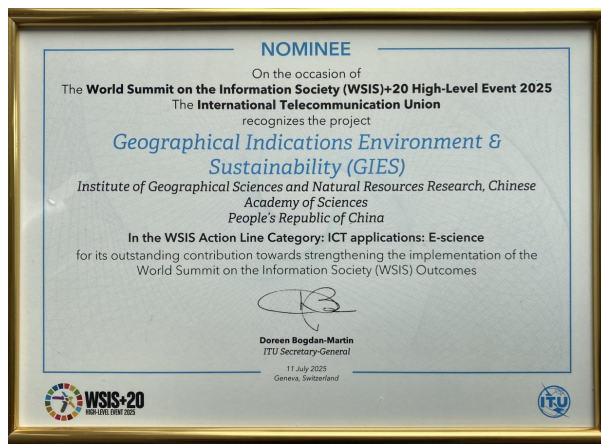 NOMINEE
On the occasion of
The World Summit on the Information Society (WSIS)+20 High-Level Event 2025
The International Telecommunication Union
recognizes the project
Geographical Indications Environment &
Sustainability (GIES)
Institute of Geographical Sciences and Natural Resources Research, Chinese
Academy of Sciences
People's Republic of China
In the WSIS Action Line Category: ICT applications: E-science
for its outstanding contribution towards strengthening the implementation of the
World Summit on the Information Society (WSIS) Outcomes
Doreen Bogdan-Martin
ITU Secretary-General
11 July 2025
Geneva, Switzerland
WSIS+20
HIGH-LEVEL EVENT 2025
ITU